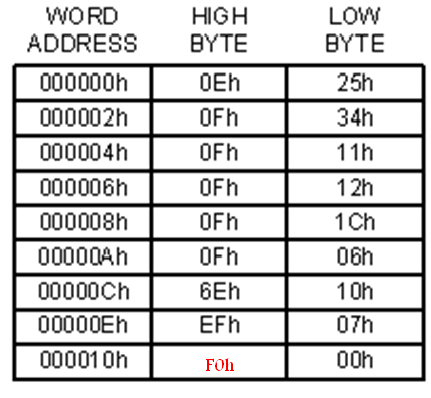 WORD HIGH LOW
ADDRESS BYTE BYTE
000000h 0Eh 25h
000002h 0Fh 34h
000004h 0Fh 11h
000006h 0Fh 12h
000008h 0Fh 1Ch
00000Ah 0Fh 06h
00000Ch 6Eh 10h
00000Eh EFh 07h
000010h F0h 00h